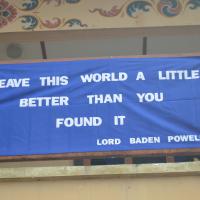 EAVE THIS WORLD A LITTLE
BETTER THAN YOU
FOUND IT
LORD BADEN POWEL